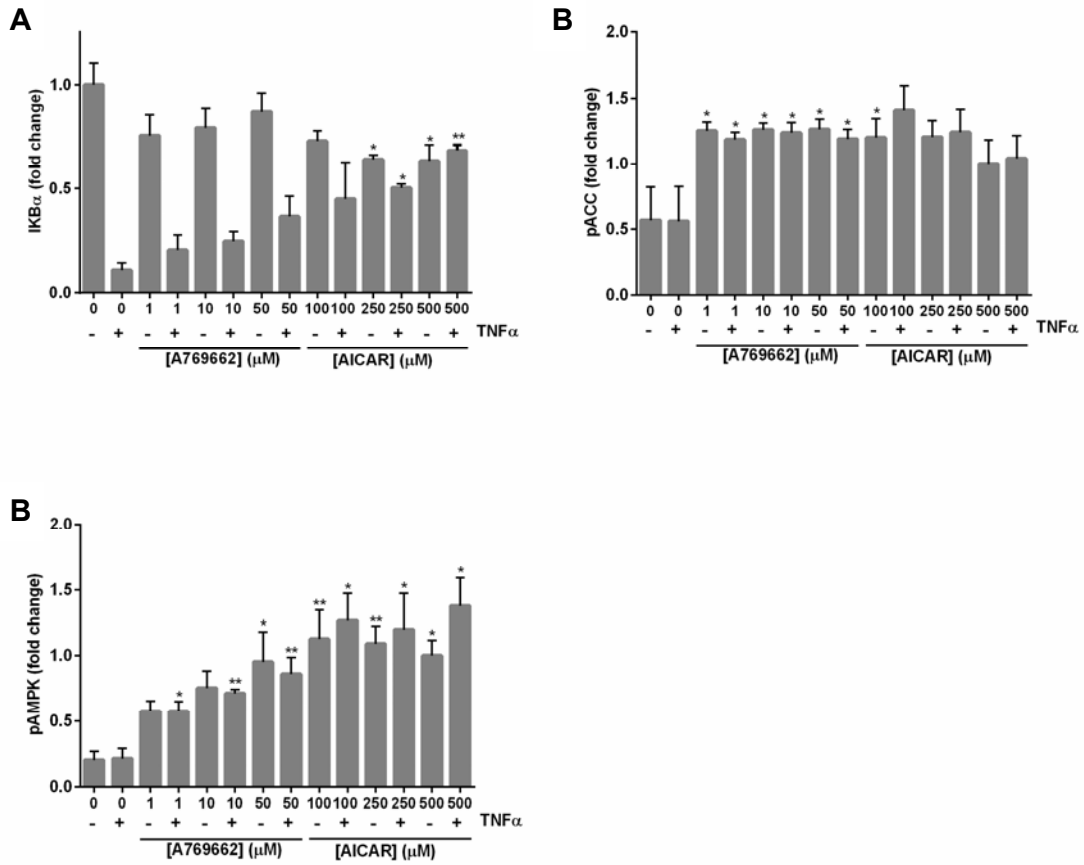 A
IKBα (fold change)
1.0
0.5
0.0
* * * **
0 0 1 1 10 10 50 50 100 100 250 250 500 500
- + - + - + - + - + - + - + TNFα
[A769662] (μM) [AICAR] (μM)
B
pACC (fold change)
2.0
1.5
1.0
0.5
0.0
* * * * * * *
0 0 1 1 10 10 50 50 100 100 250 250 500 500
- + - + - + - + - + - + - + TNFα
[A769662] (μM) [AICAR] (μM)
B
pAMPK (fold change)
2.0
1.5
1.0
0.5
0.0
* ** * ** ** * ** * * *
0 0 1 1 10 10 50 50 100 100 250 250 500 500
- + - + - + - + - + - + - + TNFα
[A769662] (μM) [AICAR] (μM)